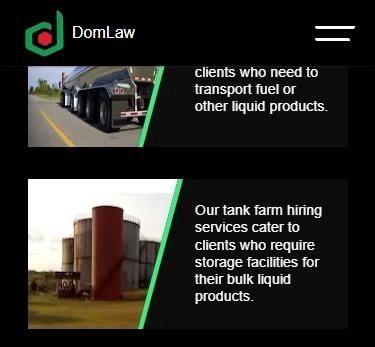 DomLaw
clients who need to
transport fuel or
other liquid products.
Our tank farm hiring
services cater to
clients who require
storage facilities for
their bulk liquid
products.